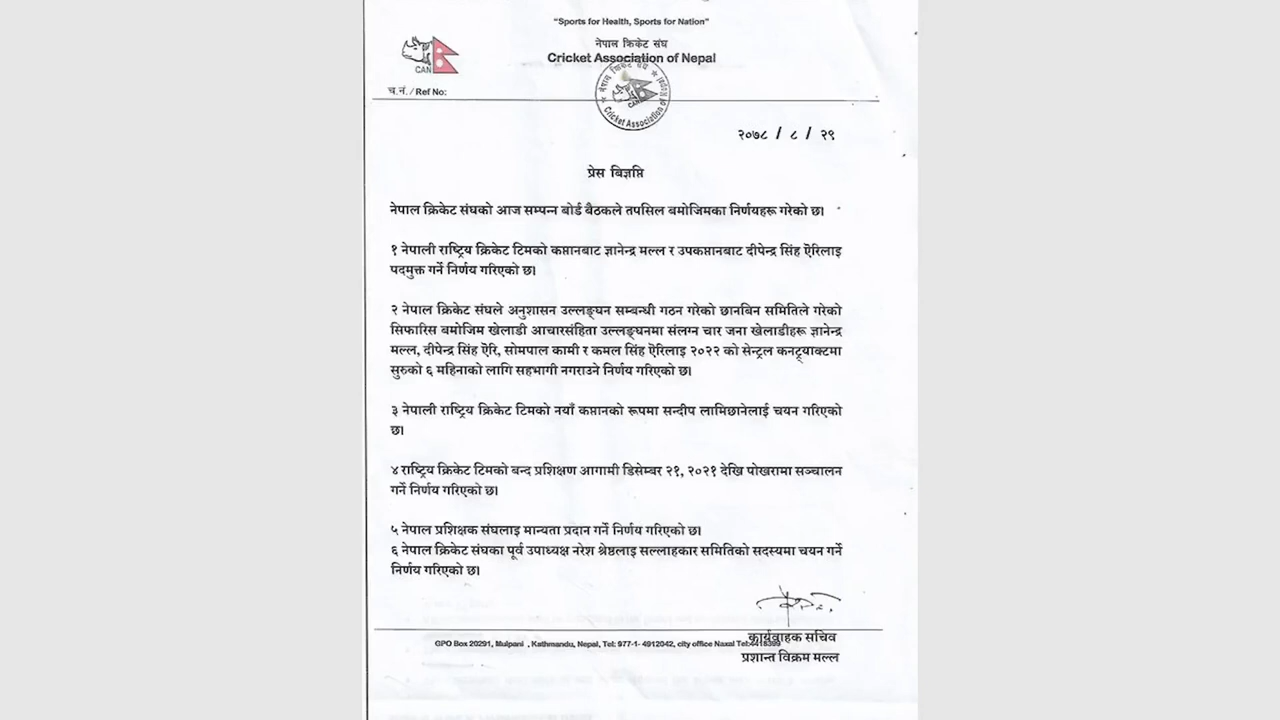 "Sports for Health, Sports for Nation"
नेपाल क्रिकेट संघ
Cricket Association of Nepal
CAN
च.नं. / Ref No:
नेपाल क्रिकेट संघ
CAN
Cricket Association of Nepal
२०७८ / ८ / २९
प्रेस बिज्ञप्ति
नेपाल क्रिकेट संघको आज सम्पन्न बोर्ड बैठकले तपसिल बमोजिमका निर्णयहरू गरेको छ।
१ नेपाली राष्ट्रिय क्रिकेट टिमको कप्तानबाट ज्ञानेन्द्र मल्ल र उपकप्तानबाट दीपेन्द्र सिंह ऐरिलाइ
पदमुक्त गर्ने निर्णय गरिएको छ।
२ नेपाल क्रिकेट संघले अनुशासन उल्लङ्घन सम्बन्धी गठन गरेको छानबिन समितिले गरेको
सिफारिस बमोजिम खेलाडी आचारसंहिता उल्लङ्घनमा संलग्न चार जना खेलाडीहरू ज्ञानेन्द्र
मल्ल, दीपेन्द्र सिंह ऐरि, सोमपाल कामी र कमल सिंह ऐरिलाइ २०२२ को सेन्ट्रल कनट्र्याक्टमा
सुरुको ६ महिनाको लागि सहभागी नगराउने निर्णय गरिएको छ।
३ नेपाली राष्ट्रिय क्रिकेट टिमको नयाँ कप्तानको रूपमा सन्दीप लामिछानेलाई चयन गरिएको
छ।
४ राष्ट्रिय क्रिकेट टिमको बन्द प्रशिक्षण आगामी डिसेम्बर २१, २०२१ देखि पोखरामा सञ्चालन
गर्ने निर्णय गरिएको छ।
५ नेपाल प्रशिक्षक संघलाइ मान्यता प्रदान गर्ने निर्णय गरिएको छ।
६ नेपाल क्रिकेट संघका पूर्व उपाध्यक्ष नरेश श्रेष्ठलाइ सल्लाहकार समितिको सदस्यमा चयन गर्ने
निर्णय गरिएको छ।
कार्यवाहक सचिव
GPO Box 20291, Mulpani , Kathmandu, Nepal, Tel: 977-1- 4912042, city office Naxal Tel:4418399
प्रशान्त विक्रम मल्ल